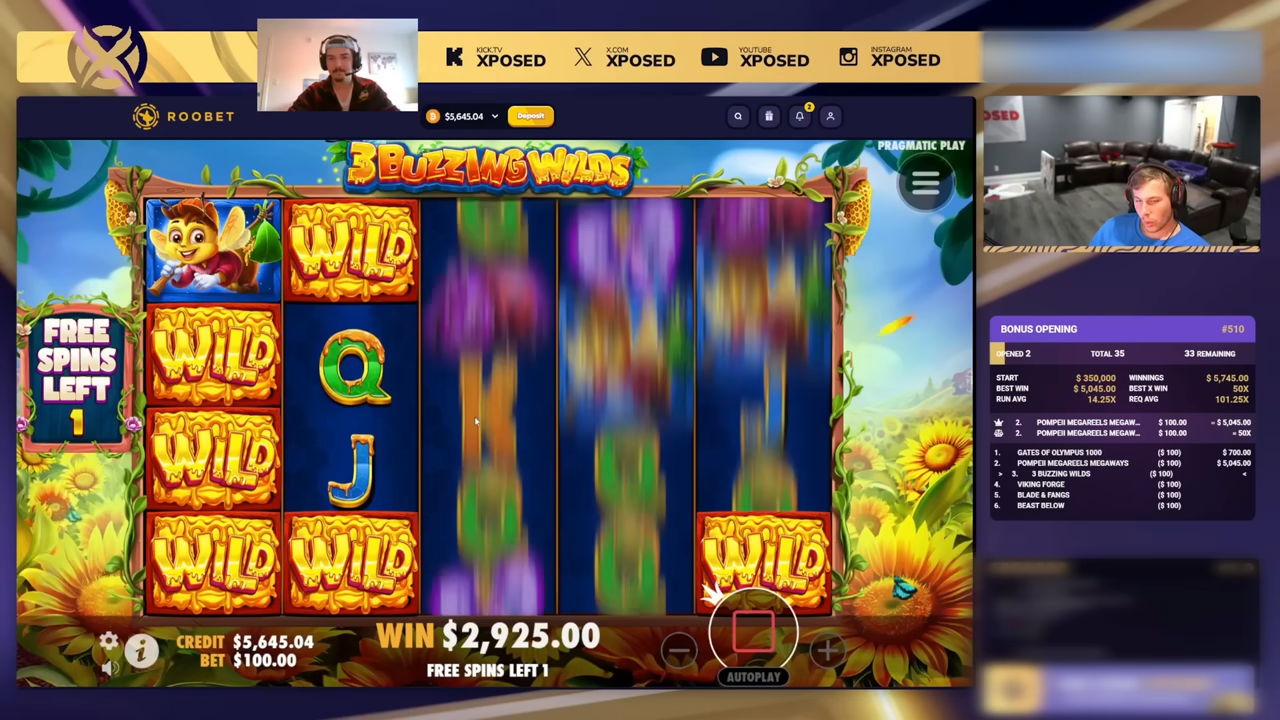 KICK.TV
XPOSED
X.COM
XPOSED
YOUTUBE
XPOSED
INSTAGRAM
XPOSED
ROOBET
$5,645.04
Deposit
2
PRAGMATIC PLAY
3 BUZZING WILDS
WILD
WILD
Q
WILD
J
WILD
WILD
WILD
FREE
SPINS
LEFT
1
CREDIT $5,645.04
BET $100.00
WIN $2,925.00
FREE SPINS LEFT 1
AUTOPLAY
BONUS OPENING #510
OPENED 2 TOTAL 35 33 REMAINING
START $ 350,000 WINNINGS $ 5,745.00
BEST WIN $ 5,045.00 BEST X WIN 50X
RUN AVG 14.25X REQ AVG 101.25X
2. POMPEII MEGAREELS MEGAW... $ 100.00 = $ 5,045.00
2. POMPEII MEGAREELS MEGAW... $ 100.00 = 50X
1. GATES OF OLYMPUS 1000 ($ 100) $ 700.00
2. POMPEII MEGAREELS MEGAWAYS ($ 100) $ 5,045.00
> 3. 3 BUZZING WILDS ($ 100) <
4. VIKING FORGE ($ 100)
5. BLADE & FANGS ($ 100)
6. BEAST BELOW ($ 100)